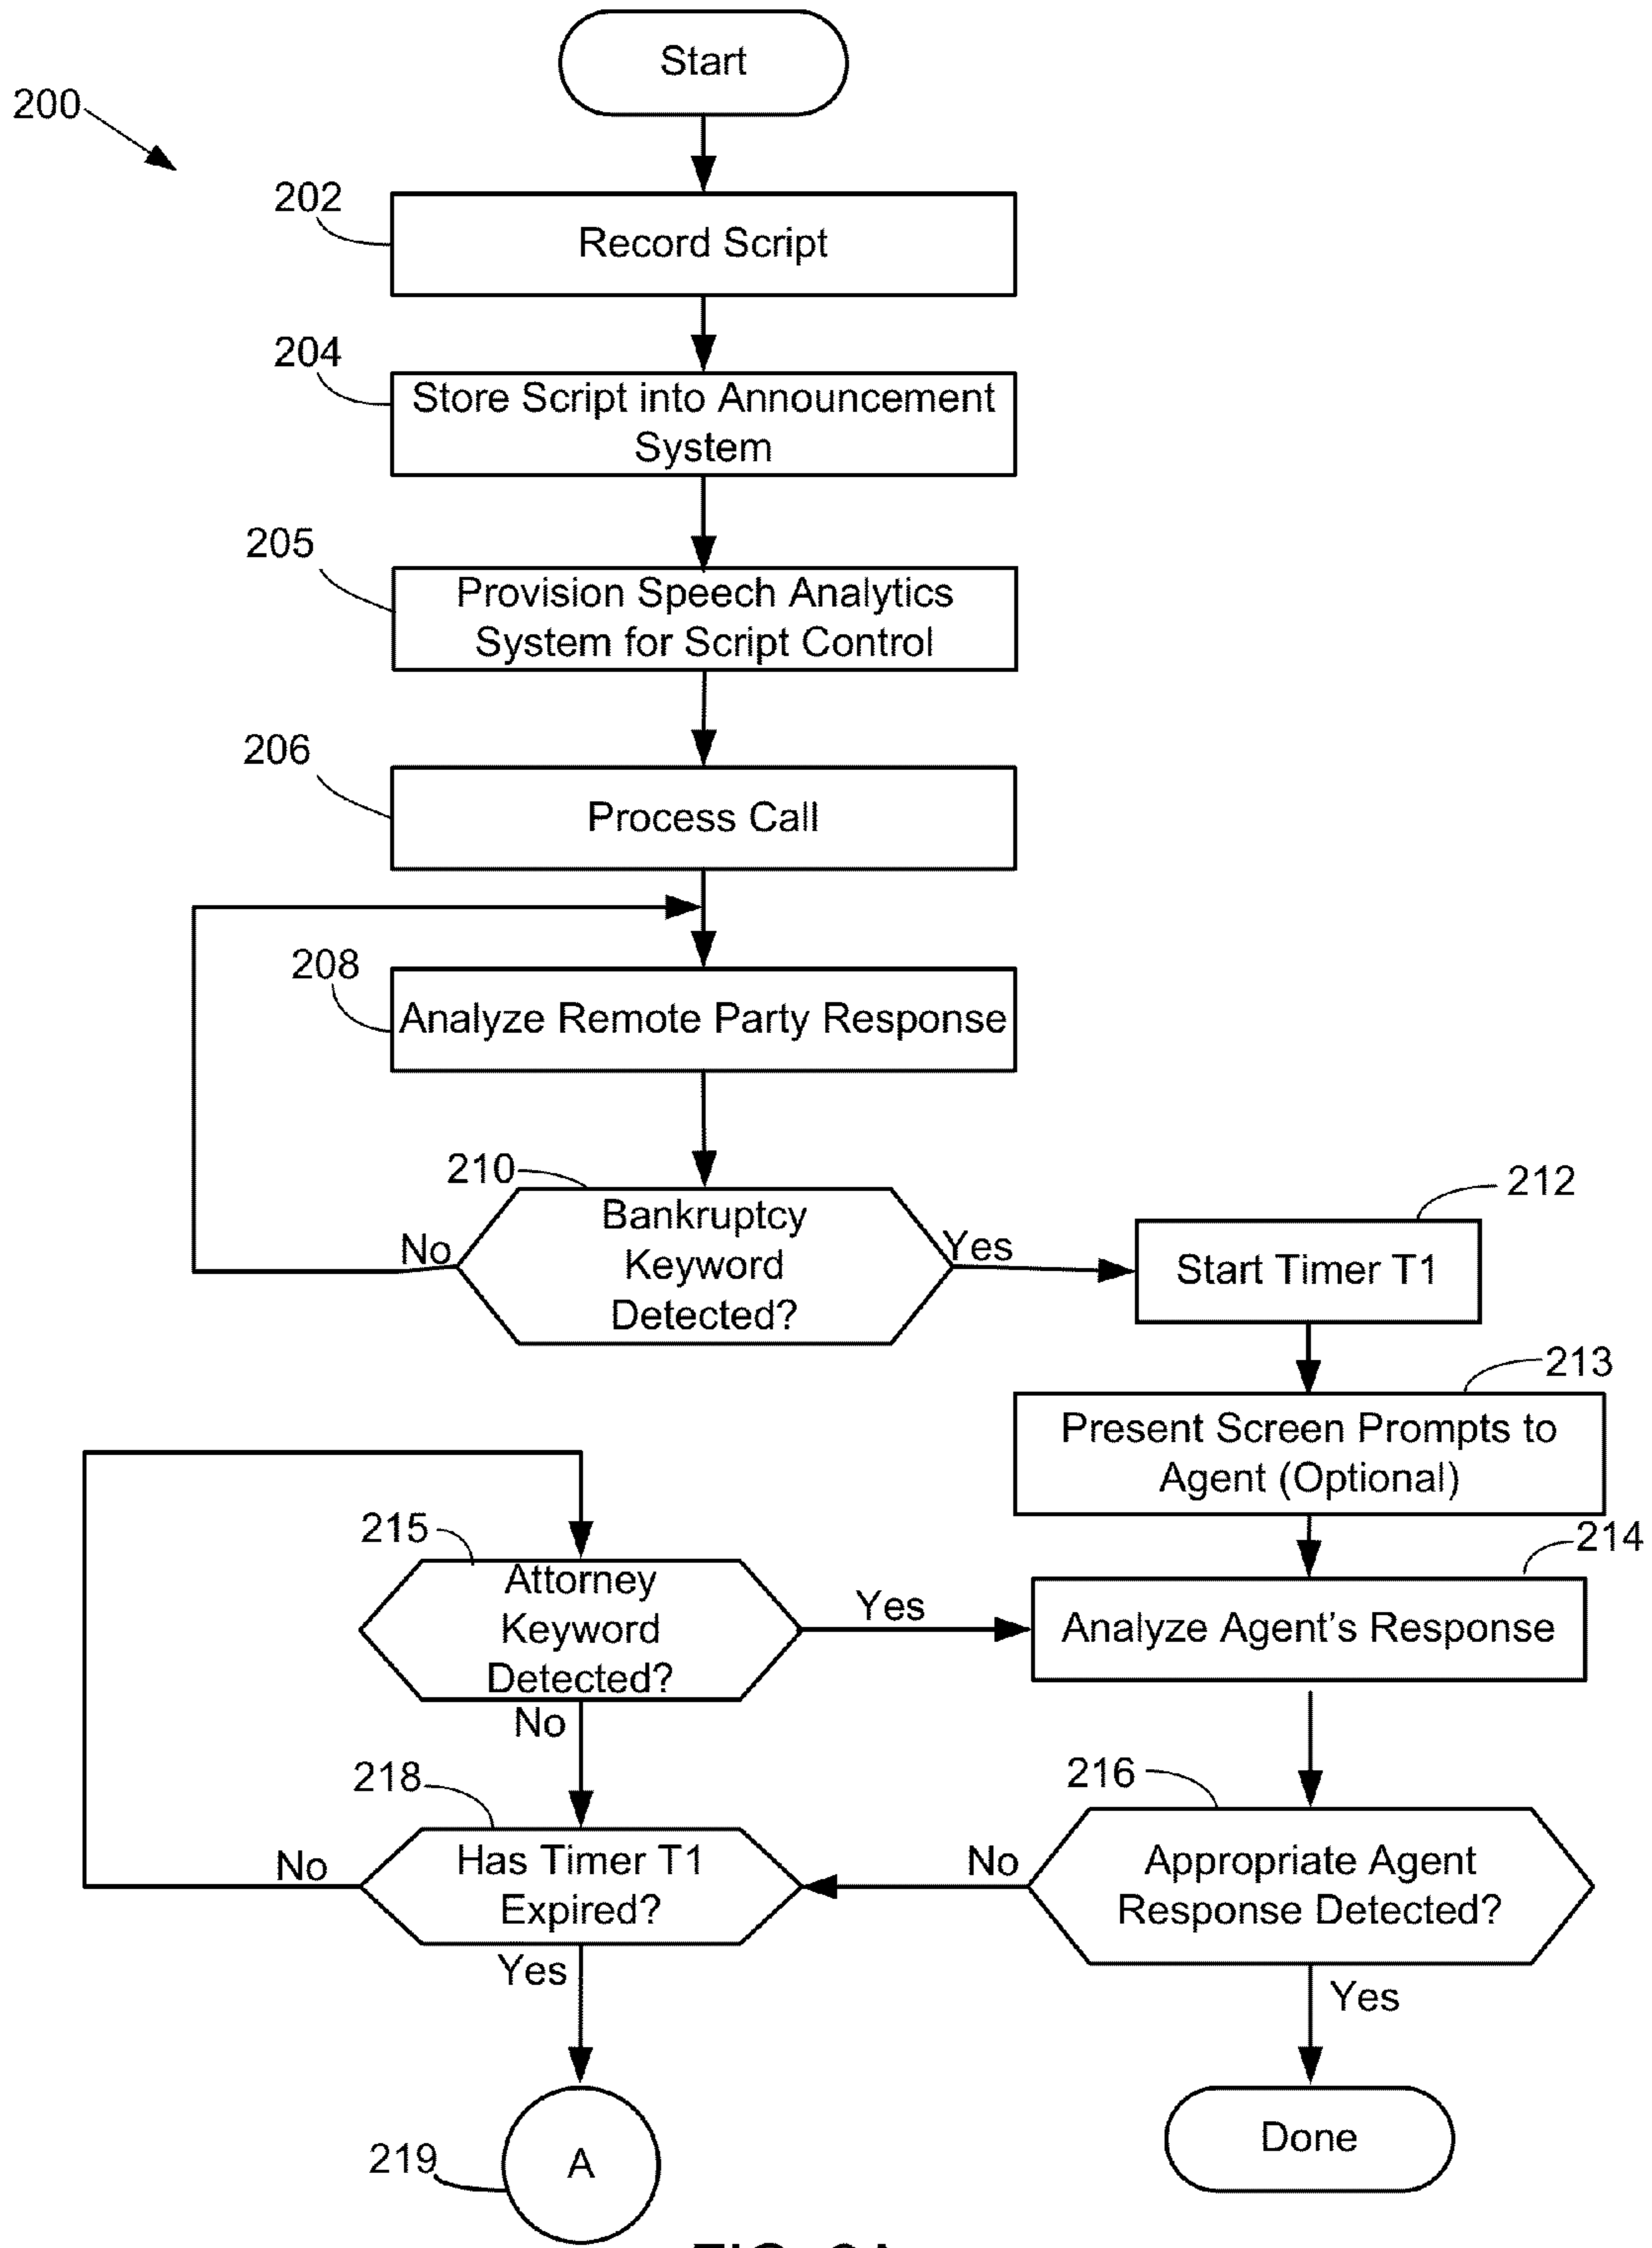 Start
200
202
Record Script
204
Store Script into Announcement
System
205
Provision Speech Analytics
System for Script Control
206
Process Call
208
Analyze Remote Party Response
210
Bankruptcy
Keyword
Detected?
No
Yes
212
Start Timer T1
213
Present Screen Prompts to
Agent (Optional)
215
Attorney
Keyword
Detected?
Yes
No
214
Analyze Agent's Response
216
Appropriate Agent
Response Detected?
No
Yes
218
Has Timer T1
Expired?
No
Yes
219
A
Done